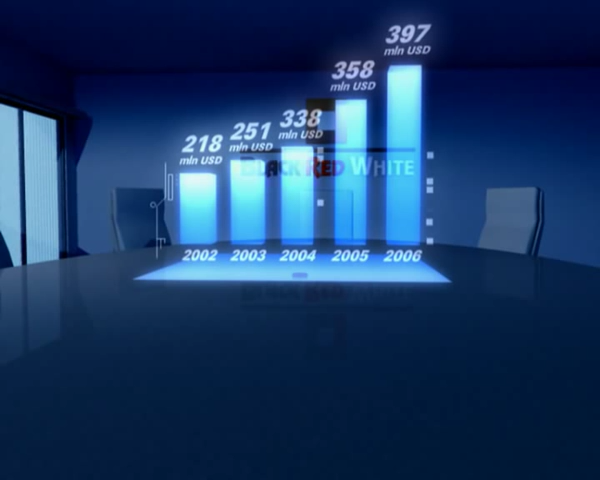 397
mln USD
358
mln USD
338
mln USD
251
mln USD
218
mln USD
BLACK RED WHITE
2002 2003 2004 2005 2006